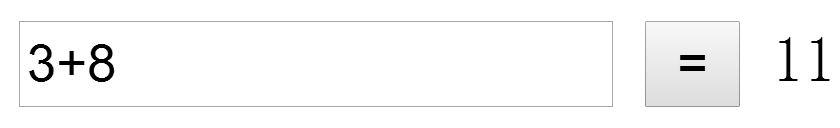 3+8 = 11